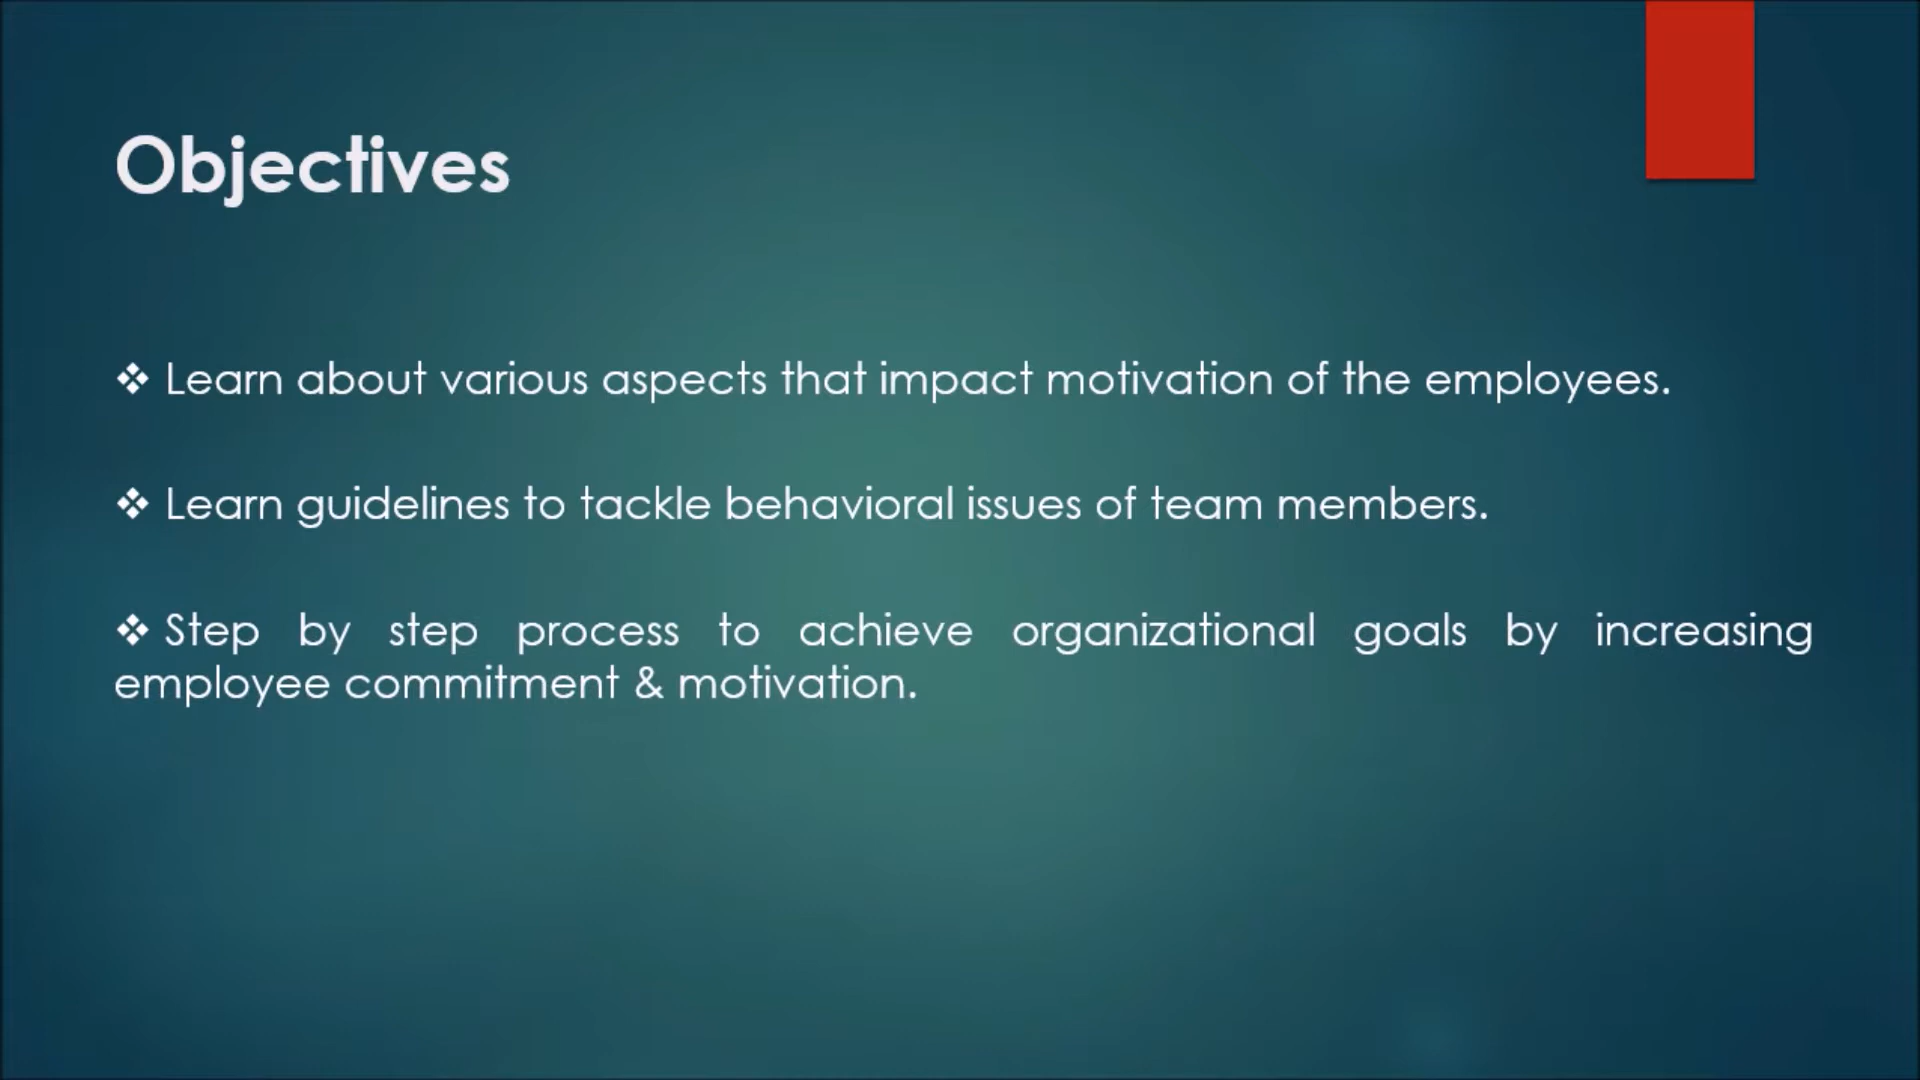 Objectives
❖ Learn about various aspects that impact motivation of the employees.
❖ Learn guidelines to tackle behavioral issues of team members.
❖ Step by step process to achieve organizational goals by increasing
employee commitment & motivation.